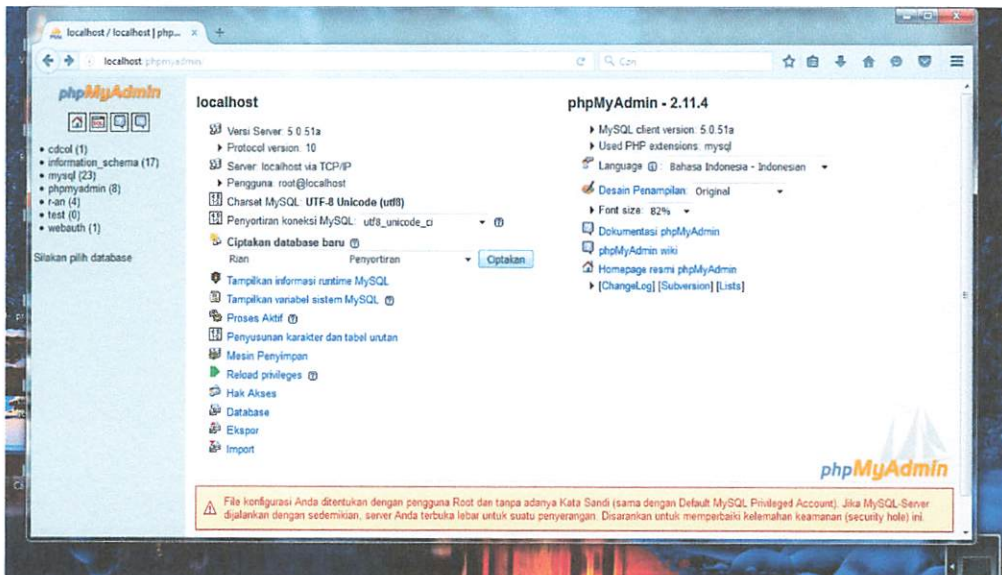 localhost / localhost | php...
localhost/phpmyadmin/
Cari
phpMyAdmin
cdcol (1)
information_schema (17)
mysql (23)
phpmyadmin (8)
r-an (4)
test (0)
webauth (1)
Silakan pilih database
localhost
Versi Server: 5.0.51a
Protocol version: 10
Server: localhost via TCP/IP
Pengguna: root@localhost
Charset MySQL: UTF-8 Unicode (utf8)
Penyortiran koneksi MySQL: utf8_unicode_ci
Ciptakan database baru
Rian Penyortiran Ciptakan
Tampilkan informasi runtime MySQL
Tampilkan variabel sistem MySQL
Proses Aktif
Penyusunan karakter dan tabel urutan
Mesin Penyimpan
Reload privileges
Hak Akses
Database
Ekspor
Import
phpMyAdmin - 2.11.4
MySQL client version: 5.0.51a
Used PHP extensions: mysql
Language: Bahasa Indonesia - Indonesian
Desain Penampilan: Original
Font size: 82%
Dokumentasi phpMyAdmin
phpMyAdmin wiki
Homepage resmi phpMyAdmin
[ChangeLog] [Subversion] [Lists]
phpMyAdmin
File konfigurasi Anda ditentukan dengan pengguna Root dan tanpa adanya Kata Sandi (sama dengan Default MySQL Privileged Account). Jika MySQL-Server
dijalankan dengan sedemikian, server Anda terbuka lebar untuk suatu penyerangan. Disarankan untuk memperbaiki kelemahan keamanan (security hole) ini.